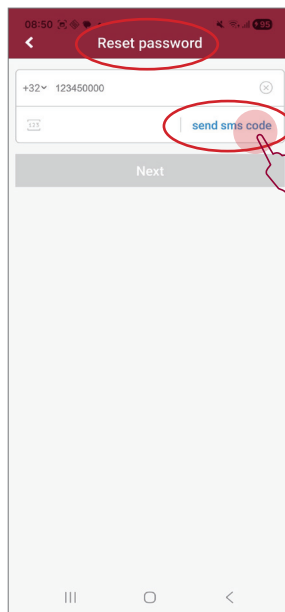 08:50
95
Reset password
+32 123450000
123
send sms code
Next